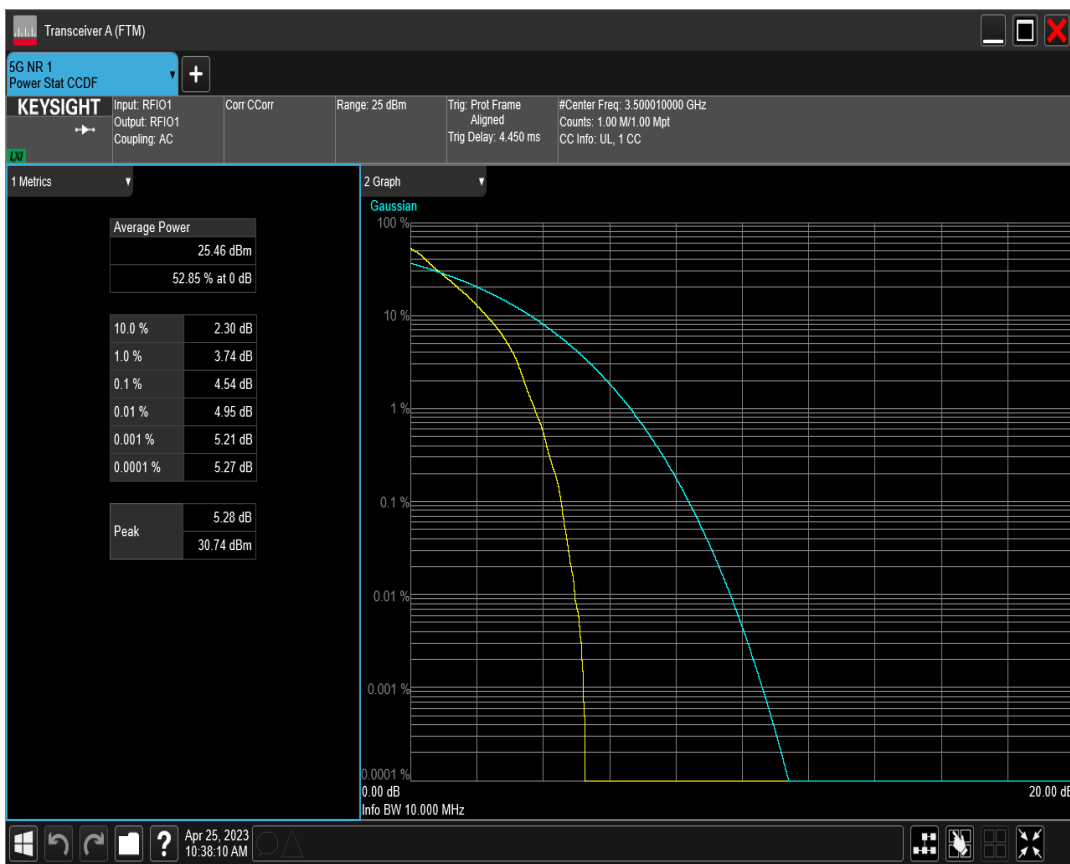 Transceiver A (FTM)
5G NR 1
Power Stat CCDF
+
KEYSIGHT
LXI
Input: RFIO1
Output: RFIO1
Coupling: AC
Corr CCorr
Range: 25 dBm
Trig: Prot Frame
Aligned
Trig Delay: 4.450 ms
#Center Freq: 3.500010000 GHz
Counts: 1.00 M/1.00 Mpt
CC Info: UL, 1 CC
1 Metrics
Average Power
25.46 dBm
52.85 % at 0 dB
10.0 % 2.30 dB
1.0 % 3.74 dB
0.1 % 4.54 dB
0.01 % 4.95 dB
0.001 % 5.21 dB
0.0001 % 5.27 dB
Peak
5.28 dB
30.74 dBm
2 Graph
Gaussian
100 %
10 %
1 %
0.1 %
0.01 %
0.001 %
0.0001 %
0.00 dB 20.00 dB
Info BW 10.000 MHz
?
Apr 25, 2023
10:38:10 AM